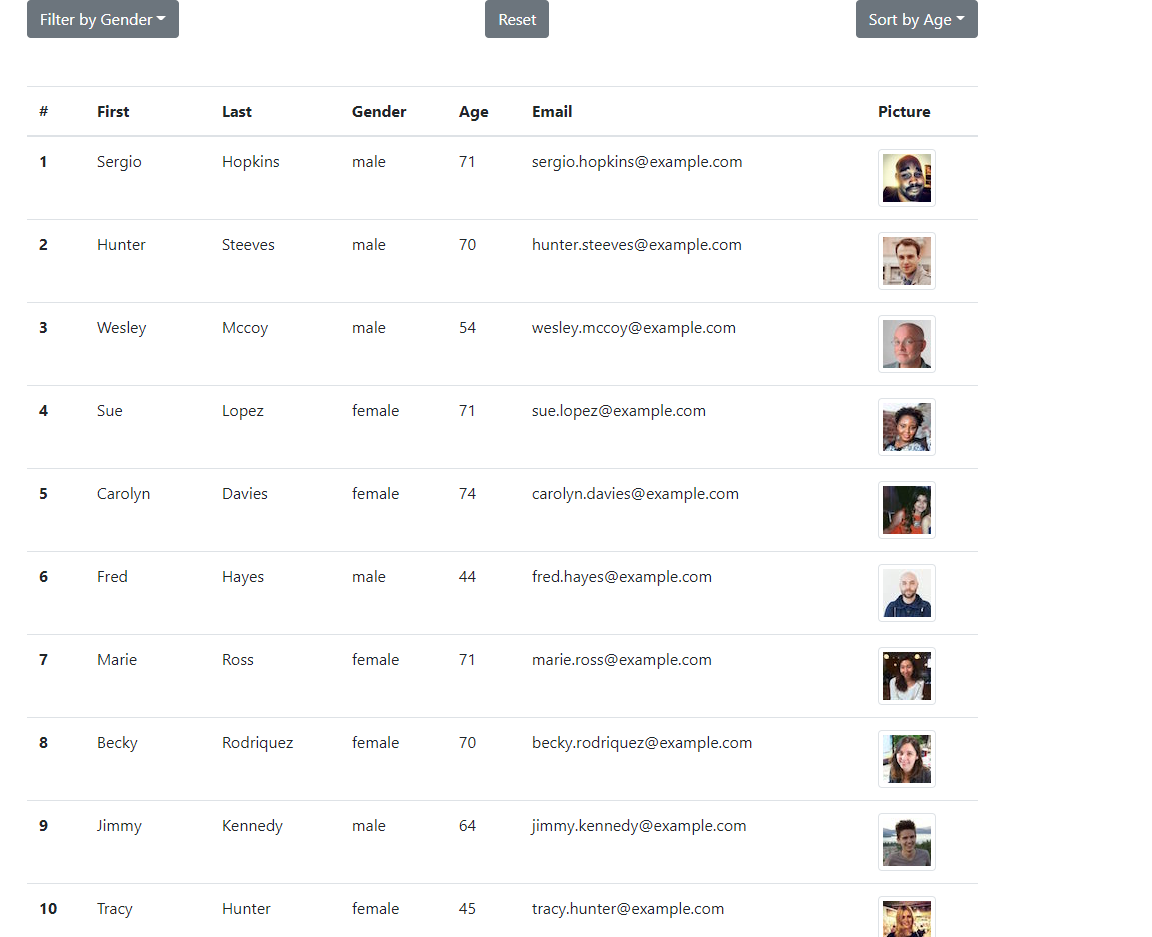 Filter by Gender Reset Sort by Age
# First Last Gender Age Email Picture
1 Sergio Hopkins male 71 sergio.hopkins@example.com
2 Hunter Steeves male 70 hunter.steeves@example.com
3 Wesley Mccoy male 54 wesley.mccoy@example.com
4 Sue Lopez female 71 sue.lopez@example.com
5 Carolyn Davies female 74 carolyn.davies@example.com
6 Fred Hayes male 44 fred.hayes@example.com
7 Marie Ross female 71 marie.ross@example.com
8 Becky Rodriquez female 70 becky.rodriquez@example.com
9 Jimmy Kennedy male 64 jimmy.kennedy@example.com
10 Tracy Hunter female 45 tracy.hunter@example.com